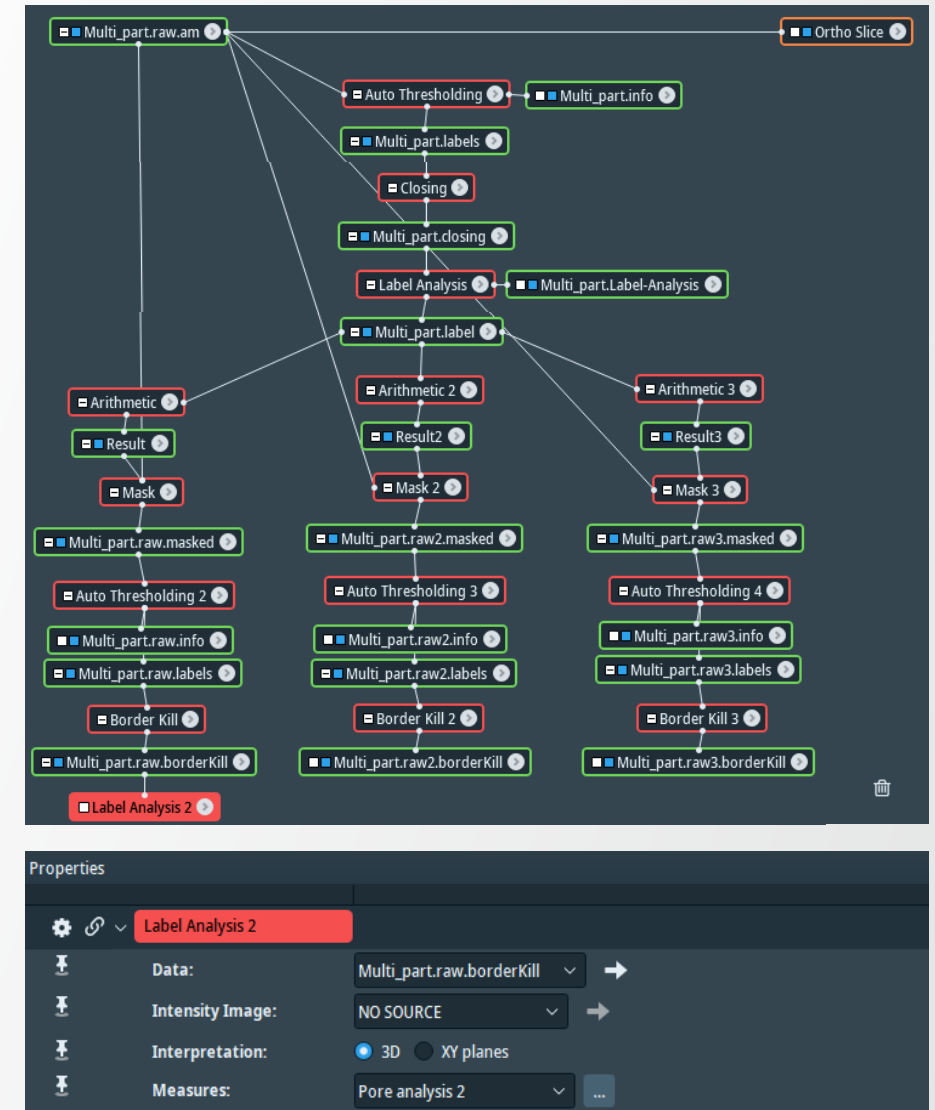 Multi_part.raw.am
Ortho Slice
Auto Thresholding
Multi_part.info
Multi_part.labels
Closing
Multi_part.closing
Label Analysis
Multi_part.Label-Analysis
Multi_part.label
Arithmetic
Arithmetic 2
Arithmetic 3
Result
Result2
Result3
Mask
Mask 2
Mask 3
Multi_part.raw.masked
Multi_part.raw2.masked
Multi_part.raw3.masked
Auto Thresholding 2
Auto Thresholding 3
Auto Thresholding 4
Multi_part.raw.info
Multi_part.raw2.info
Multi_part.raw3.info
Multi_part.raw.labels
Multi_part.raw2.labels
Multi_part.raw3.labels
Border Kill
Border Kill 2
Border Kill 3
Multi_part.raw.borderKill
Multi_part.raw2.borderKill
Multi_part.raw3.borderKill
Label Analysis 2
Properties
Label Analysis 2
Data: Multi_part.raw.borderKill
Intensity Image: NO SOURCE
Interpretation: 3D XY planes
Measures: Pore analysis 2 ...